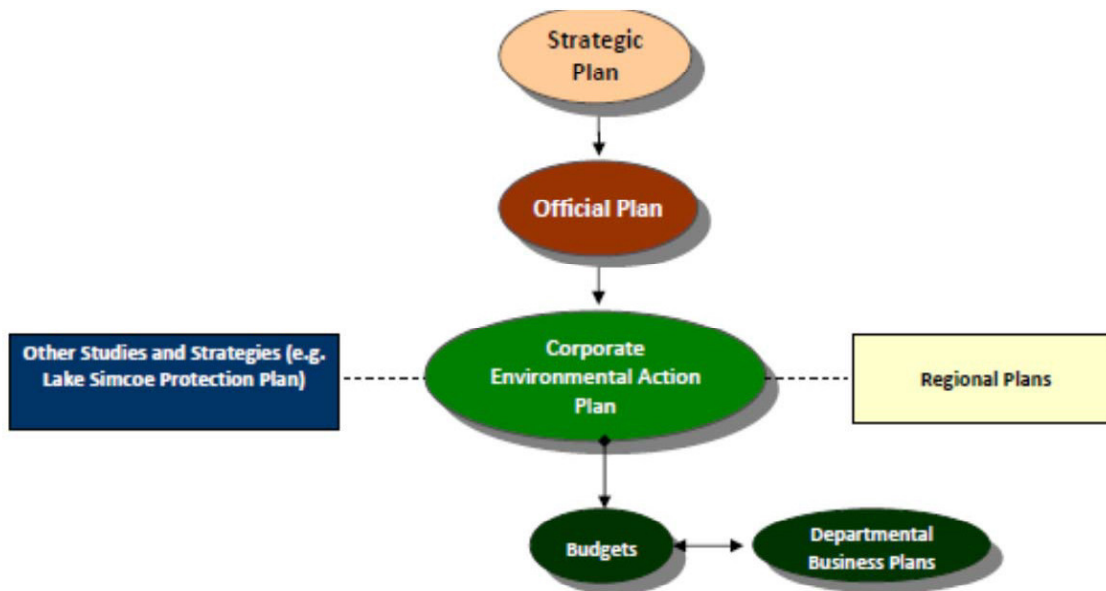 Strategic
Plan
Official Plan
Other Studies and Strategies (e.g.
Lake Simcoe Protection Plan)
Corporate
Environmental Action
Plan
Regional Plans
Budgets
Departmental
Business Plans